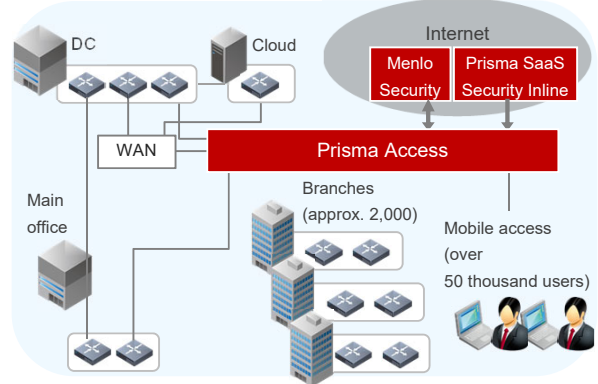 DC
Cloud
Internet
Menlo
Security
Prisma SaaS
Security Inline
WAN
Prisma Access
Main
office
Branches
(approx. 2,000)
Mobile access
(over
50 thousand users)